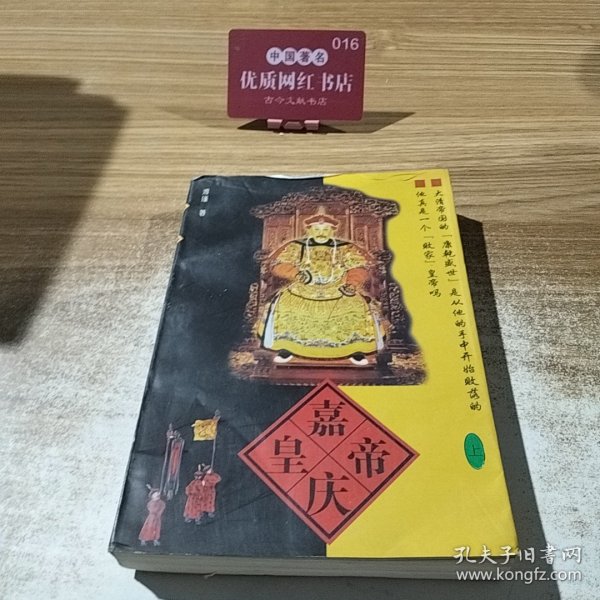 016
中国著名
优质网红书店
古今文献书店
大清帝国的“康乾盛世”是从他的手中开始败落的
他真是一个“败家”皇帝吗
嘉庆皇帝
上
孔夫子旧书网
www.kongfz.com